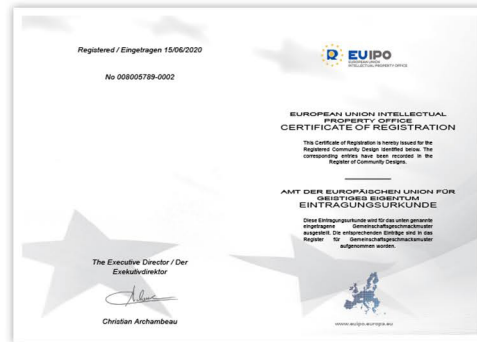 Registered / Eingetragen 15/06/2020
No 008005789-0002
The Executive Director / Der
Exekutivdirektor
Christian Archambeau
EUIPO
EUROPEAN UNION
INTELLECTUAL PROPERTY OFFICE
EUROPEAN UNION INTELLECTUAL
PROPERTY OFFICE
CERTIFICATE OF REGISTRATION
This Certificate of Registration is hereby issued for the
Registered Community Design identified below. The
corresponding entries have been recorded in the
Register of Community Designs.
AMT DER EUROPÄISCHEN UNION FÜR
GEISTIGES EIGENTUM
EINTRAGUNGSURKUNDE
Diese Eintragungsurkunde wird für das unten genannte
eingetragene Gemeinschaftsgeschmacksmuster
ausgestellt. Die entsprechenden Einträge sind in das
Register für Gemeinschaftsgeschmacksmuster
aufgenommen worden.
www.euipo.europa.eu